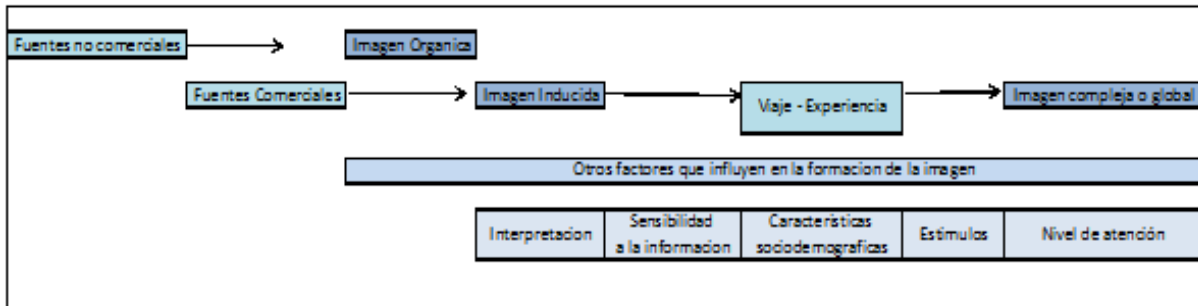 Fuentes no comerciales
Imagen Organica
Fuentes Comerciales
Imagen Inducida
Viaje - Experiencia
Imagen compleja o global
Otros factores que influyen en la formacion de la imagen
Interpretacion
Sensibilidad
a la informacion
Características
sociodemograficas
Estimulos
Nivel de atención